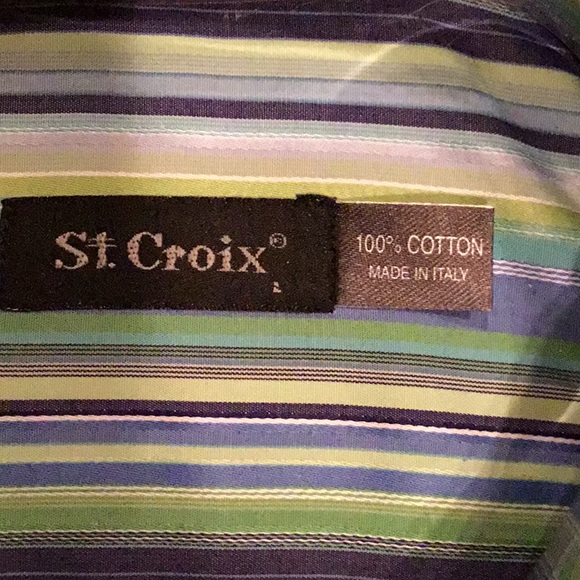 St. Croix®
100% COTTON
MADE IN ITALY